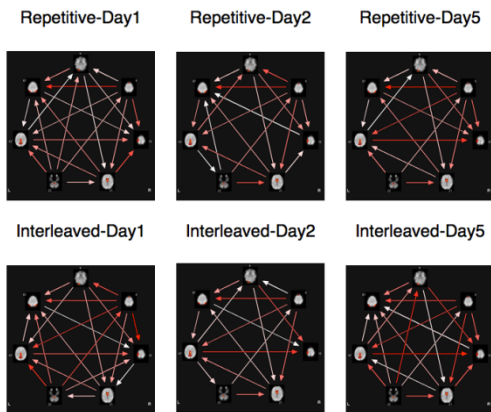 Repetitive-Day1 Repetitive-Day2 Repetitive-Day5
L R L R L R
Interleaved-Day1 Interleaved-Day2 Interleaved-Day5
L R L R L R